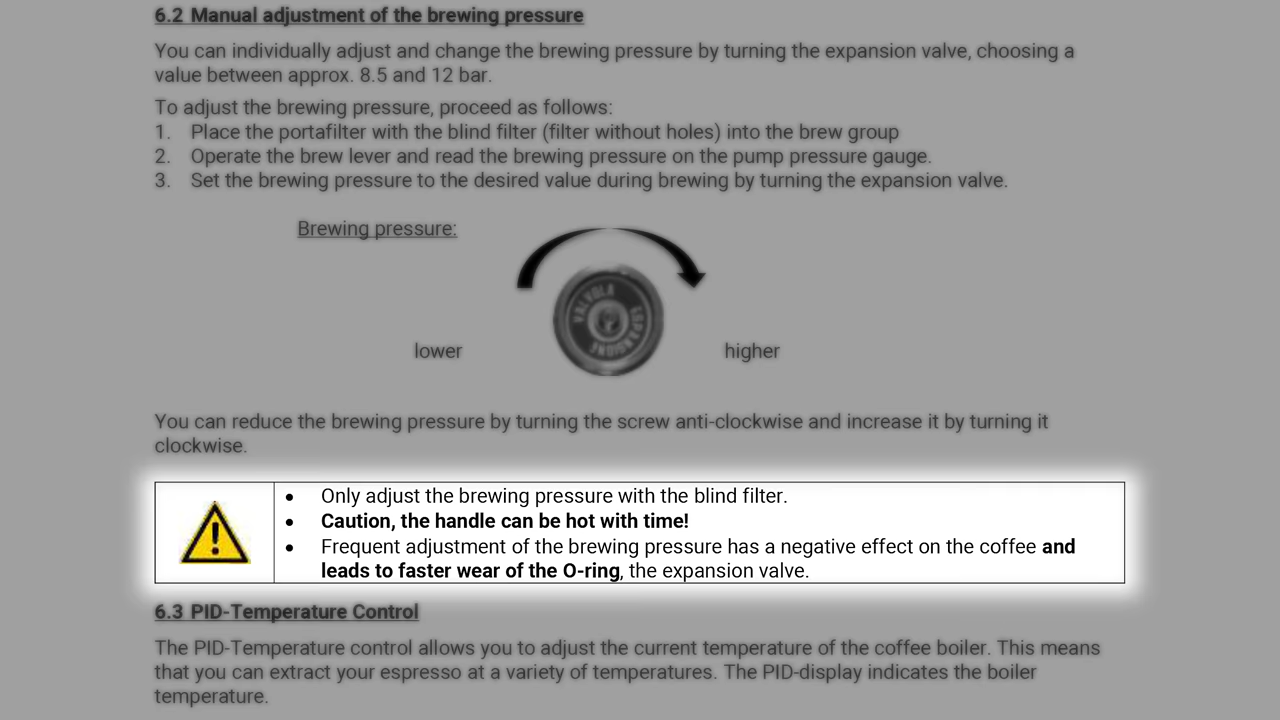 6.2 Manual adjustment of the brewing pressure
You can individually adjust and change the brewing pressure by turning the expansion valve, choosing a
value between approx. 8.5 and 12 bar.
To adjust the brewing pressure, proceed as follows:
1. Place the portafilter with the blind filter (filter without holes) into the brew group
2. Operate the brew lever and read the brewing pressure on the pump pressure gauge.
3. Set the brewing pressure to the desired value during brewing by turning the expansion valve.
Brewing pressure:
VALVOLA ESPANSIONE
lower
higher
You can reduce the brewing pressure by turning the screw anti-clockwise and increase it by turning it
clockwise.
• Only adjust the brewing pressure with the blind filter.
• Caution, the handle can be hot with time!
• Frequent adjustment of the brewing pressure has a negative effect on the coffee and
leads to faster wear of the O-ring, the expansion valve.
6.3 PID-Temperature Control
The PID-Temperature control allows you to adjust the current temperature of the coffee boiler. This means
that you can extract your espresso at a variety of temperatures. The PID-display indicates the boiler
temperature.